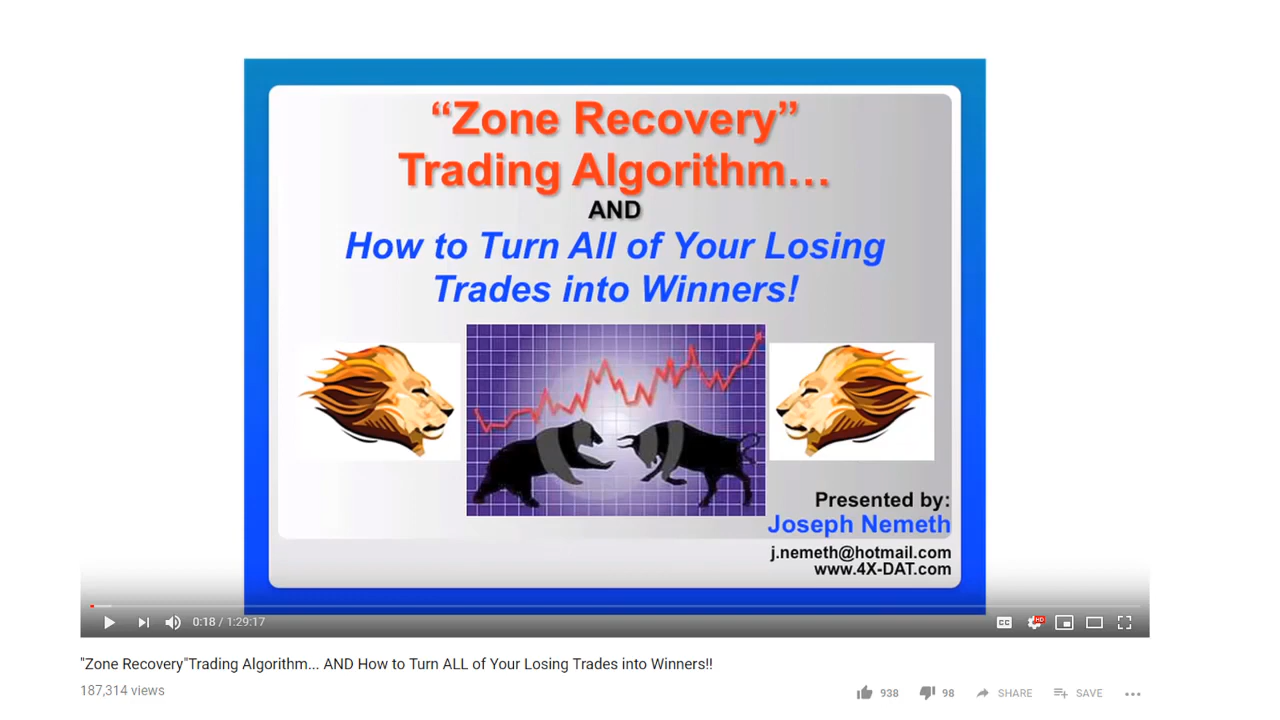 “Zone Recovery”
Trading Algorithm...
AND
How to Turn All of Your Losing
Trades into Winners!
Presented by:
Joseph Nemeth
j.nemeth@hotmail.com
www.4X-DAT.com
0:18 / 1:29:17
CC
HD
"Zone Recovery"Trading Algorithm... AND How to Turn ALL of Your Losing Trades into Winners!!
187,314 views
938
98
SHARE
SAVE